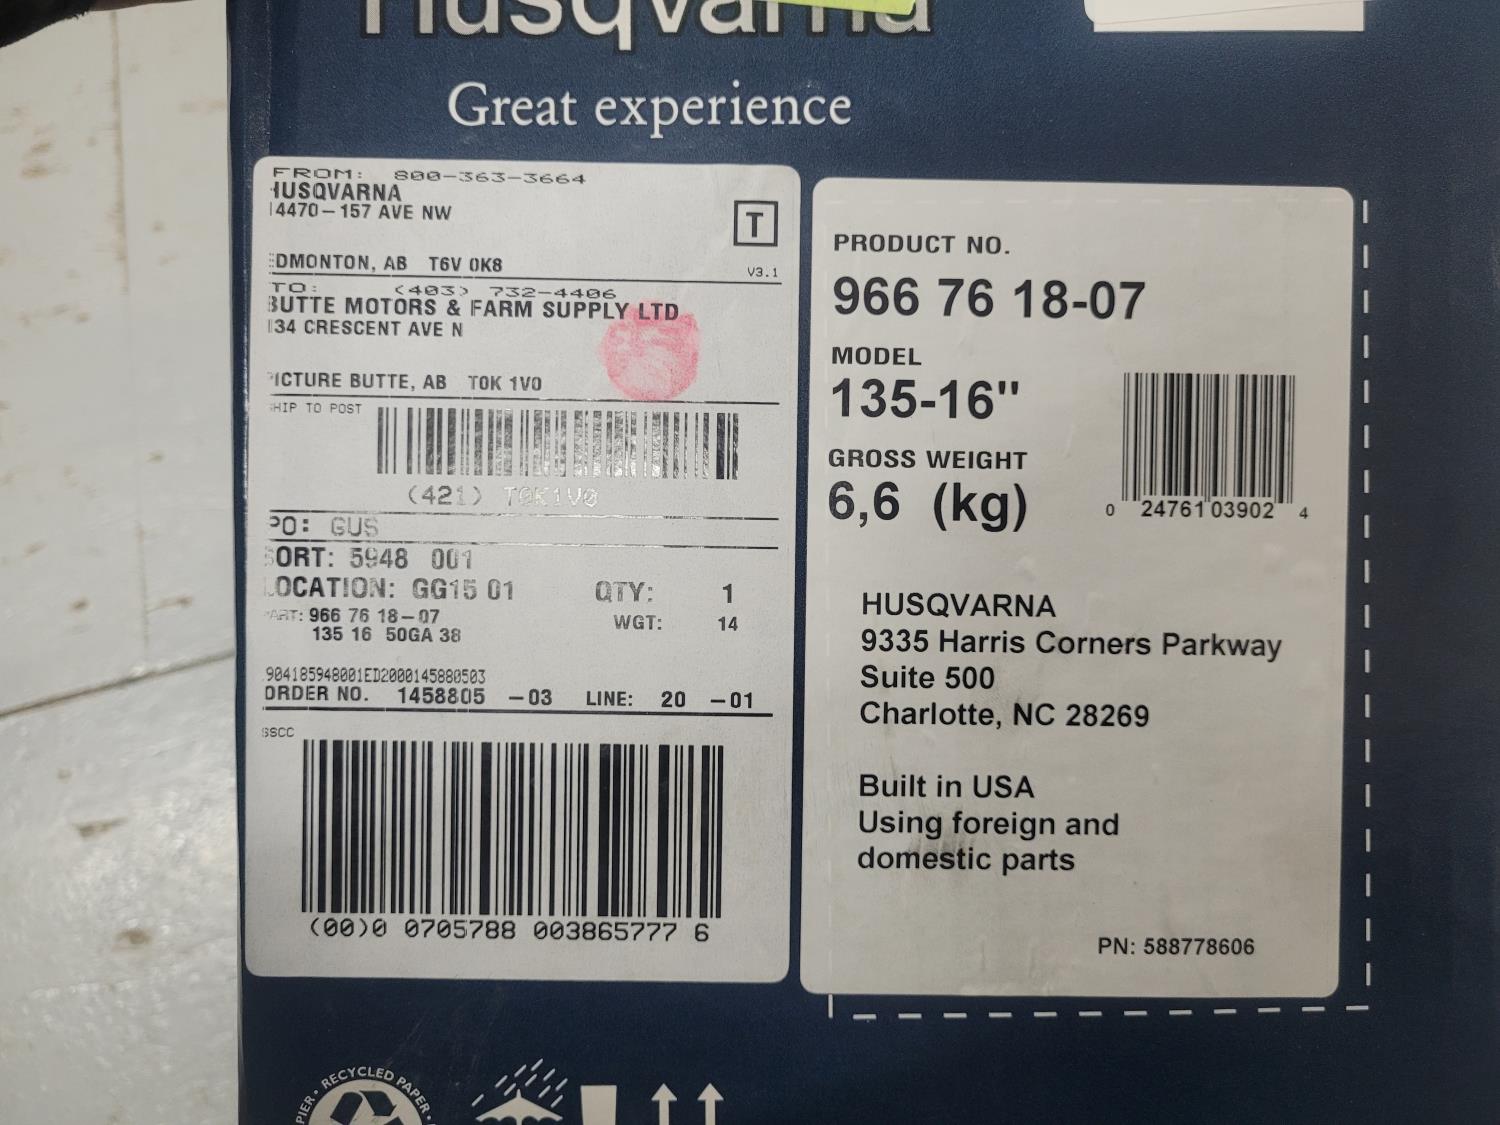 Husqvarna
Great experience
FROM: 800-363-3664
HUSQVARNA
14470-157 AVE NW
T
EDMONTON, AB T6V 0K8
V3.1
TO: (403) 732-4406
BUTTE MOTORS & FARM SUPPLY LTD
134 CRESCENT AVE N
PICTURE BUTTE, AB T0K 1V0
SHIP TO POST
(421) T0K1V0
PO: GUS
SORT: 5948 001
LOCATION: GG15 01 QTY: 1
PART: 966 76 18-07 WGT: 14
135 16 50GA 38
904185948001ED2000145880503
ORDER NO. 1458805 -03 LINE: 20 -01
SSCC
(00)0 0705788 003865777 6
PRODUCT NO.
966 76 18-07
MODEL
135-16"
GROSS WEIGHT
6,6 (kg)
0 24761 03902 4
HUSQVARNA
9335 Harris Corners Parkway
Suite 500
Charlotte, NC 28269
Built in USA
Using foreign and
domestic parts
PN: 588778606
PIER • RECYCLED PAPER •